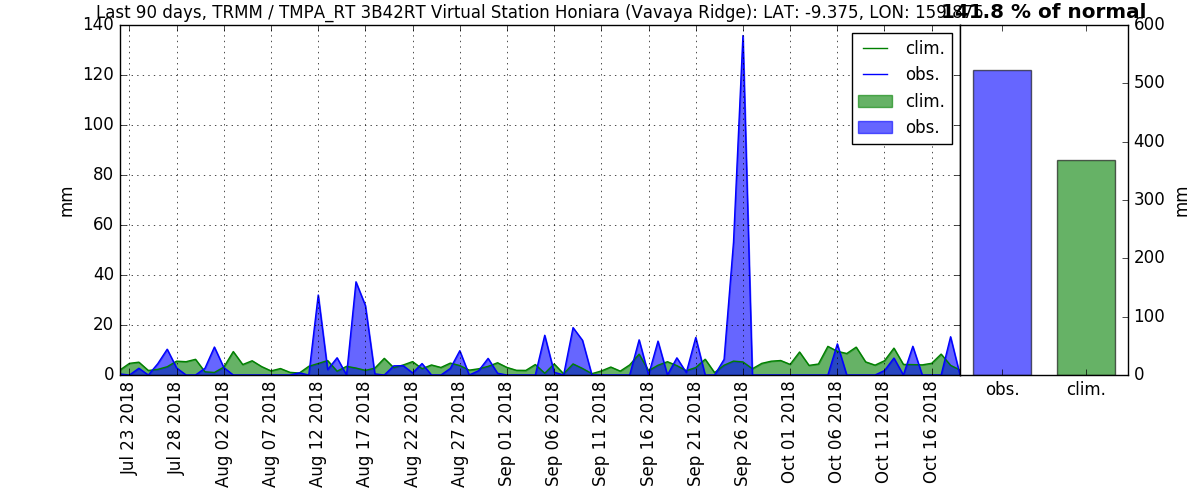 Last 90 days, TRMM / TMPA_RT 3B42RT Virtual Station Honiara (Vavaya Ridge): LAT: -9.375, LON: 159.875
141.8 % of normal
140
120
100
80
60
40
20
0
mm
clim.
obs.
clim.
obs.
600
500
400
300
200
100
0
mm
obs.
clim.
Jul 23 2018
Jul 28 2018
Aug 02 2018
Aug 07 2018
Aug 12 2018
Aug 17 2018
Aug 22 2018
Aug 27 2018
Sep 01 2018
Sep 06 2018
Sep 11 2018
Sep 16 2018
Sep 21 2018
Sep 26 2018
Oct 01 2018
Oct 06 2018
Oct 11 2018
Oct 16 2018